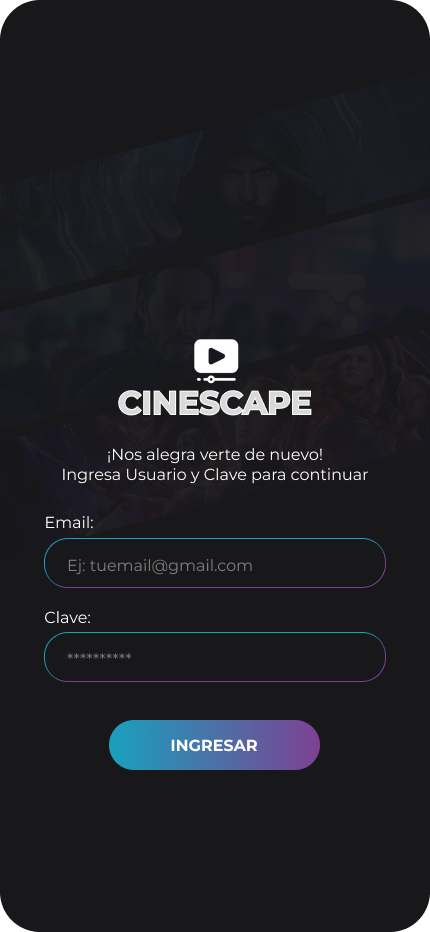 CINESCAPE
¡Nos alegra verte de nuevo!
Ingresa Usuario y Clave para continuar
Email:
Ej: tuemail@gmail.com
Clave:
**********
INGRESAR